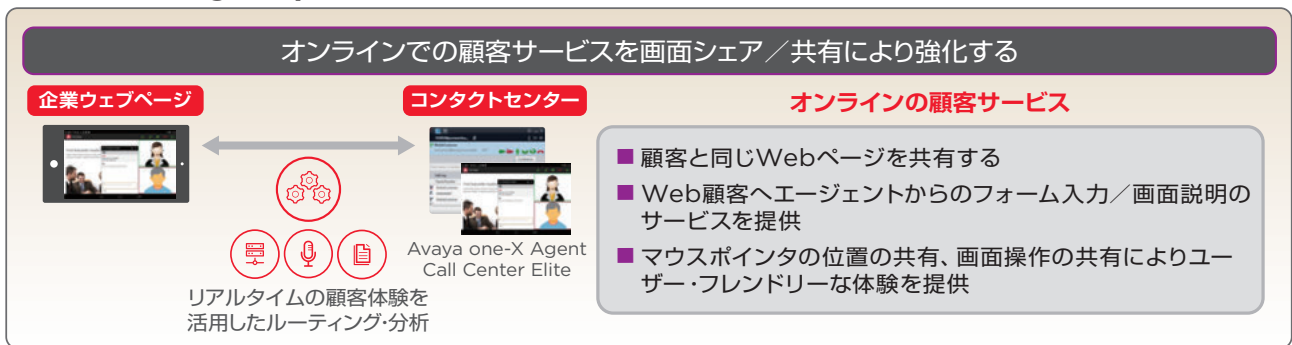 オンラインでの顧客サービスを画面シェア／共有により強化する
企業ウェブページ
コンタクトセンター
Avaya one-X Agent
Call Center Elite
リアルタイムの顧客体験を
活用したルーティング・分析
オンラインの顧客サービス
■ 顧客と同じWebページを共有する
■ Web顧客へエージェントからのフォーム入力／画面説明の
サービスを提供
■ マウスポインタの位置の共有、画面操作の共有によりユー
ザー・フレンドリーな体験を提供